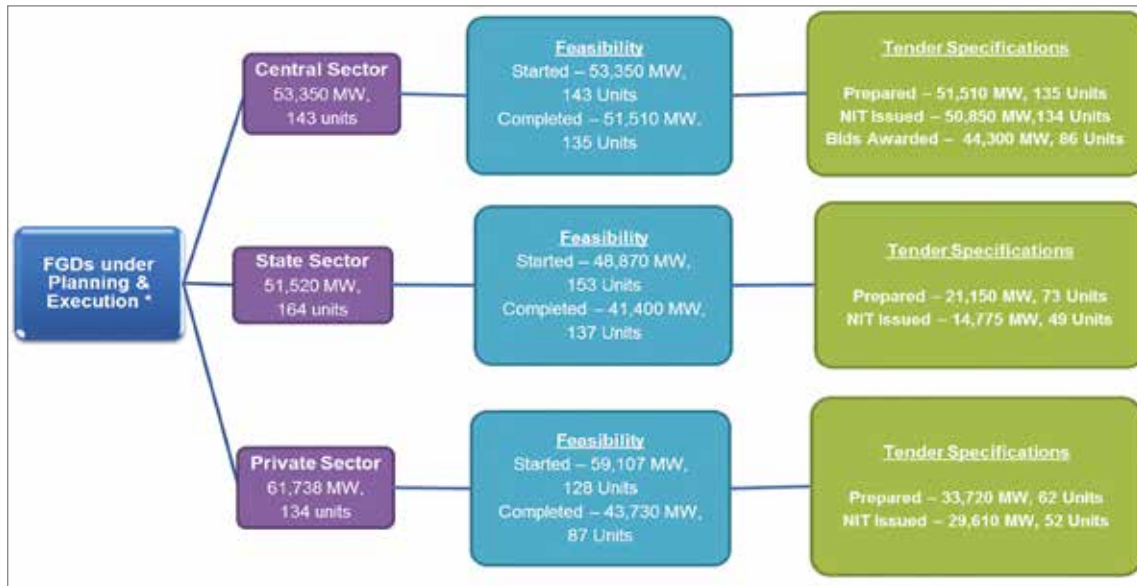 FGDs under
Planning &
Execution *
Central Sector
53,350 MW,
143 units
Feasibility
Started – 53,350 MW,
143 Units
Completed – 51,510 MW,
135 Units
Tender Specifications
Prepared – 51,510 MW, 135 Units
NIT Issued – 50,850 MW,134 Units
Bids Awarded – 44,300 MW, 86 Units
State Sector
51,520 MW,
164 units
Feasibility
Started – 48,870 MW,
153 Units
Completed – 41,400 MW,
137 Units
Tender Specifications
Prepared – 21,150 MW, 73 Units
NIT Issued – 14,775 MW, 49 Units
Private Sector
61,738 MW,
134 units
Feasibility
Started – 59,107 MW,
128 Units
Completed – 43,730 MW,
87 Units
Tender Specifications
Prepared – 33,720 MW, 62 Units
NIT Issued – 29,610 MW, 52 Units